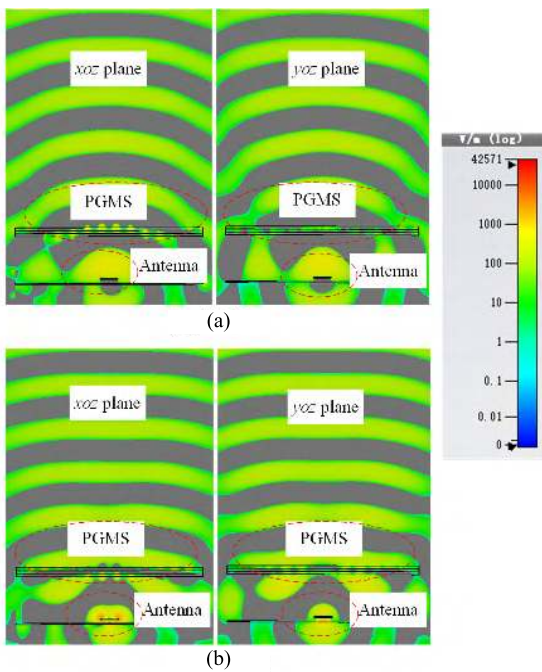 xoz plane
yoz plane
PGMS
PGMS
Antenna
Antenna
(a)
xoz plane
yoz plane
PGMS
PGMS
Antenna
Antenna
(b)
V/m (log)
42571
10000
1000
100
10
1
0.1
0.01
0